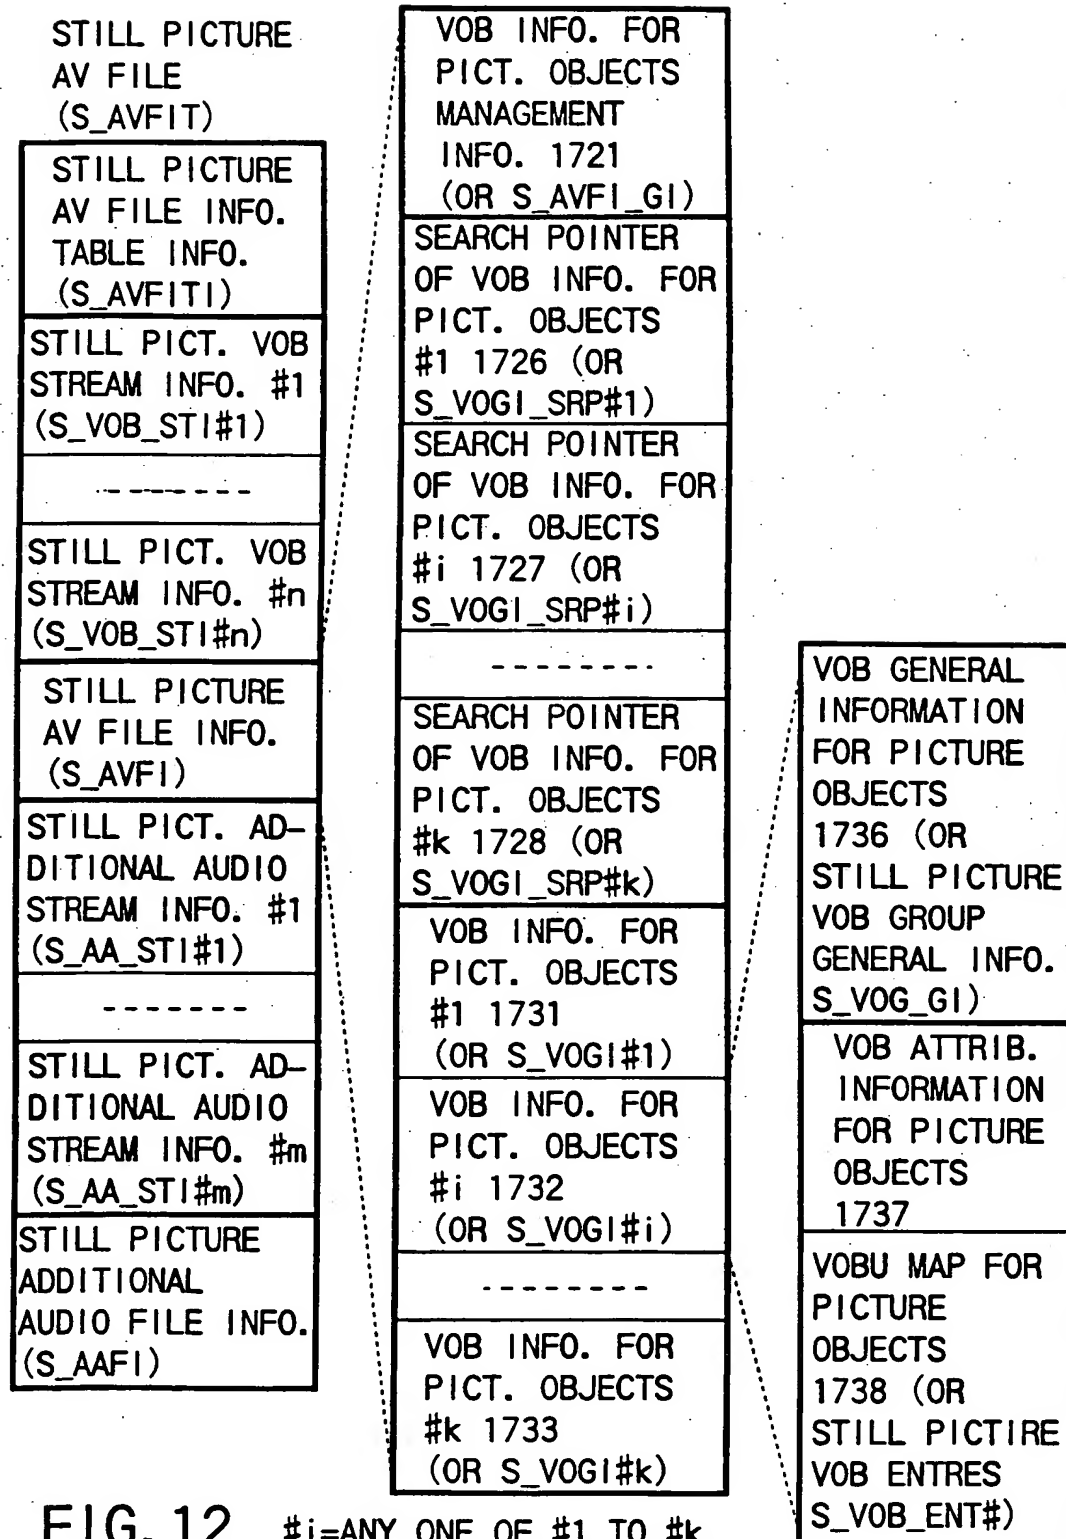 STILL PICTURE
AV FILE
(S_AVFIT)
STILL PICTURE
AV FILE INFO.
TABLE INFO.
(S_AVFITI)
STILL PICT. VOB
STREAM INFO. #1
(S_VOB_STI#1)
--------
STILL PICT. VOB
STREAM INFO. #n
(S_VOB_STI#n)
STILL PICTURE
AV FILE INFO.
(S_AVFI)
STILL PICT. AD-
DITIONAL AUDIO
STREAM INFO. #1
(S_AA_STI#1)
-------
STILL PICT. AD-
DITIONAL AUDIO
STREAM INFO. #m
(S_AA_STI#m)
STILL PICTURE
ADDITIONAL
AUDIO FILE INFO.
(S_AAFI)
VOB INFO. FOR
PICT. OBJECTS
MANAGEMENT
INFO. 1721
(OR S_AVFI_GI)
SEARCH POINTER
OF VOB INFO. FOR
PICT. OBJECTS
#1 1726 (OR
S_VOGI_SRP#1)
SEARCH POINTER
OF VOB INFO. FOR
PICT. OBJECTS
#i 1727 (OR
S_VOGI_SRP#i)
--------
SEARCH POINTER
OF VOB INFO. FOR
PICT. OBJECTS
#k 1728 (OR
S_VOGI_SRP#k)
VOB INFO. FOR
PICT. OBJECTS
#1 1731
(OR S_VOGI#1)
VOB INFO. FOR
PICT. OBJECTS
#i 1732
(OR S_VOGI#i)
--------
VOB INFO. FOR
PICT. OBJECTS
#k 1733
(OR S_VOGI#k)
VOB GENERAL
INFORMATION
FOR PICTURE
OBJECTS
1736 (OR
STILL PICTURE
VOB GROUP
GENERAL INFO.
S_VOG_GI)
VOB ATTRIB.
INFORMATION
FOR PICTURE
OBJECTS
1737
VOBU MAP FOR
PICTURE
OBJECTS
1738 (OR
STILL PICTIRE
VOB ENTRES
S_VOB_ENT#)
FIG. 12 #i=ANY ONE OF #1 TO #k